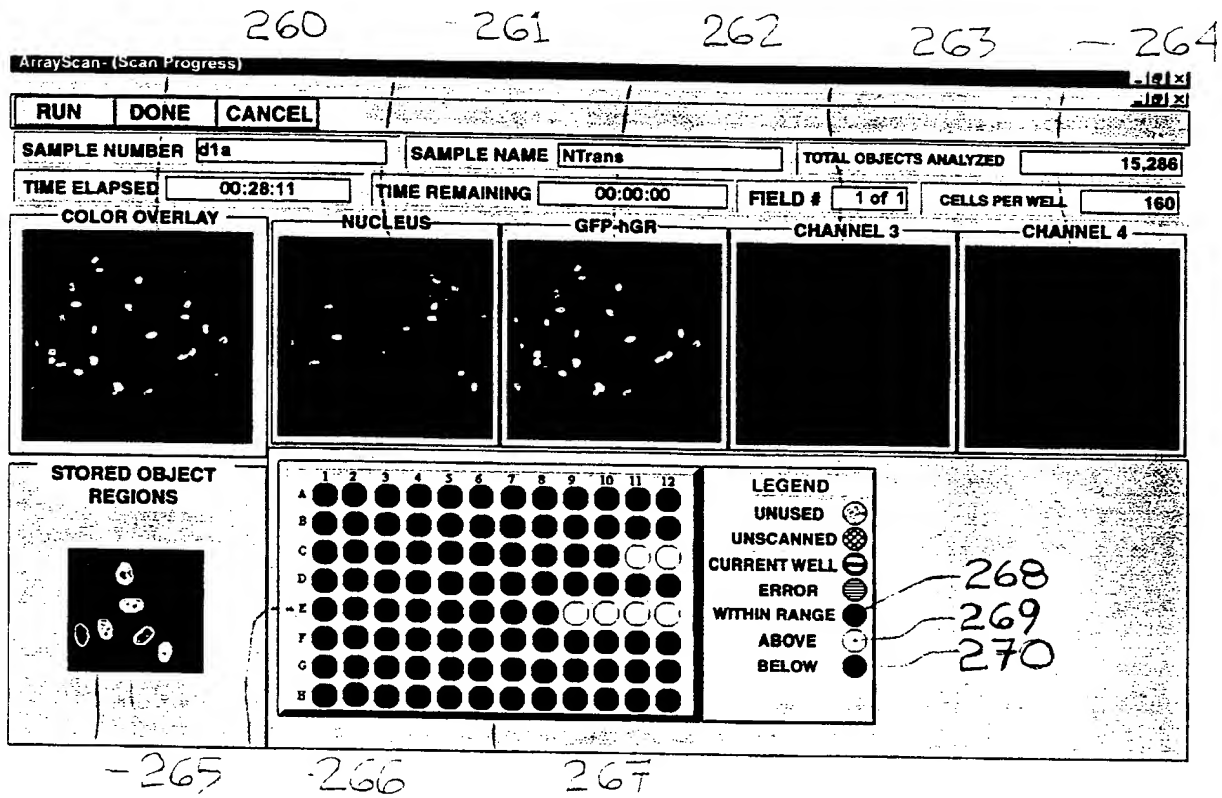 260 261 262 263 264
ArrayScan- (Scan Progress)
RUN DONE CANCEL
SAMPLE NUMBER d1a SAMPLE NAME NTrans TOTAL OBJECTS ANALYZED 15,286
TIME ELAPSED 00:28:11 TIME REMAINING 00:00:00 FIELD # 1 of 1 CELLS PER WELL 160
COLOR OVERLAY NUCLEUS GFP-hGR CHANNEL 3 CHANNEL 4
STORED OBJECT
REGIONS
1 2 3 4 5 6 7 8 9 10 11 12
A
B
C
D
E
F
G
H
LEGEND
UNUSED
UNSCANNED
CURRENT WELL
ERROR
WITHIN RANGE 268
ABOVE 269
BELOW 270
265 266 267